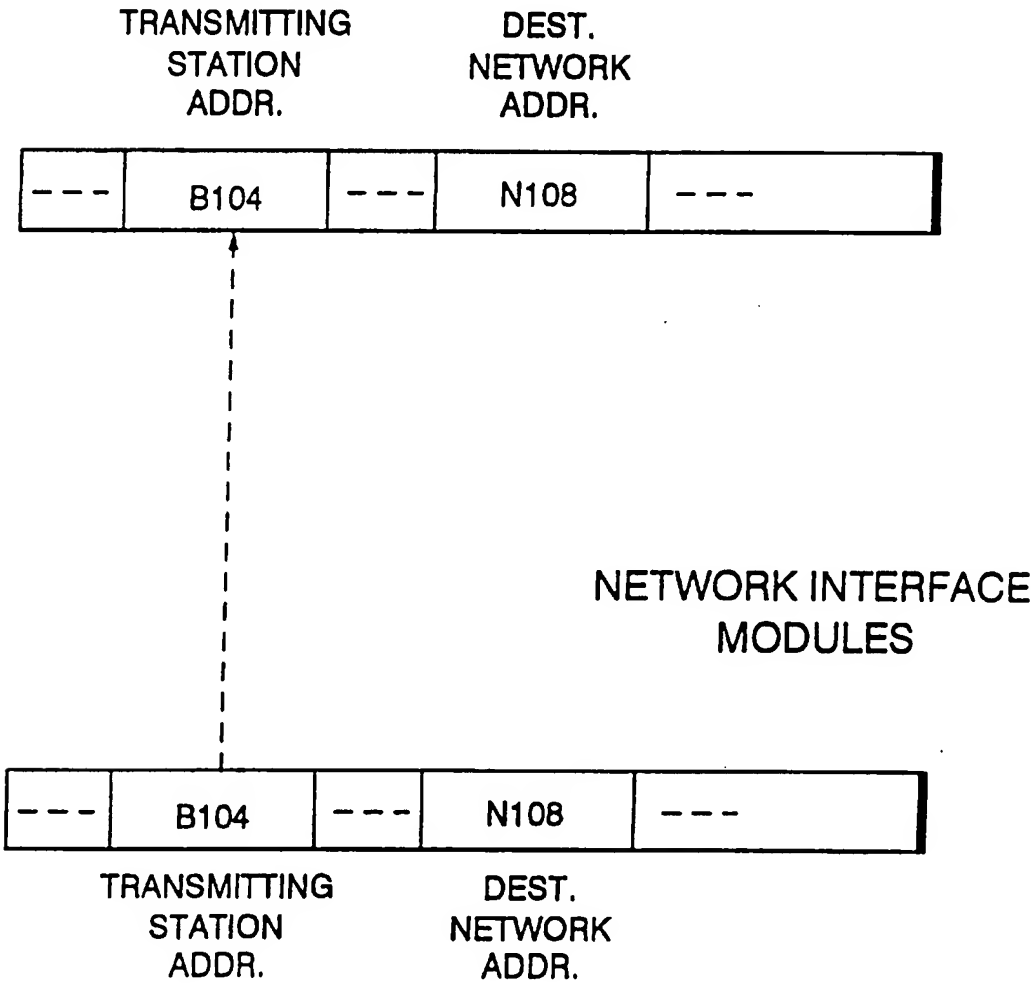 TRANSMITTING
STATION
ADDR.
DEST.
NETWORK
ADDR.
--- B104 --- N108 ---
NETWORK INTERFACE
MODULES
--- B104 --- N108 ---
TRANSMITTING
STATION
ADDR.
DEST.
NETWORK
ADDR.